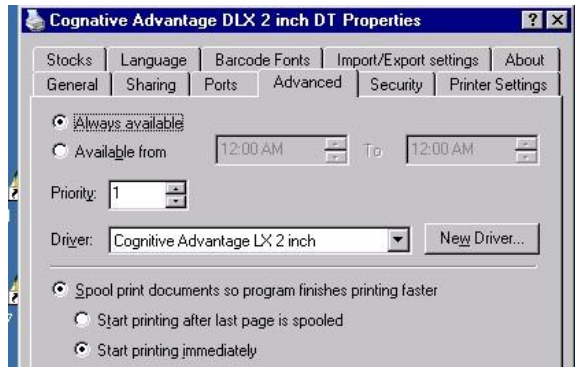 Cognative Advantage DLX 2 inch DT Properties
Stocks Language Barcode Fonts Import/Export settings About
General Sharing Ports Advanced Security Printer Settings
Always available
Available from 12:00 AM To 12:00 AM
Priority: 1
Driver: Cognitive Advantage LX 2 inch New Driver...
Spool print documents so program finishes printing faster
Start printing after last page is spooled
Start printing immediately